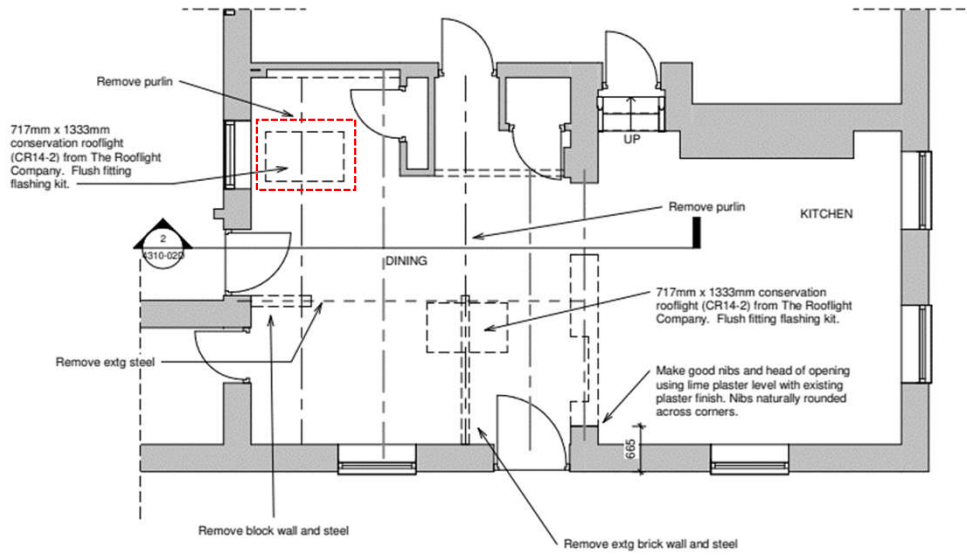 Remove purlin
717mm x 1333mm
conservation rooflight
(CR14-2) from The Rooflight
Company. Flush fitting
flashing kit.
UP
Remove purlin
KITCHEN
2
4310-02D
DINING
717mm x 1333mm conservation
rooflight (CR14-2) from The Rooflight
Company. Flush fitting flashing kit.
Remove extg steel
Make good nibs and head of opening
using lime plaster level with existing
plaster finish. Nibs naturally rounded
across corners.
665
Remove block wall and steel
Remove extg brick wall and steel